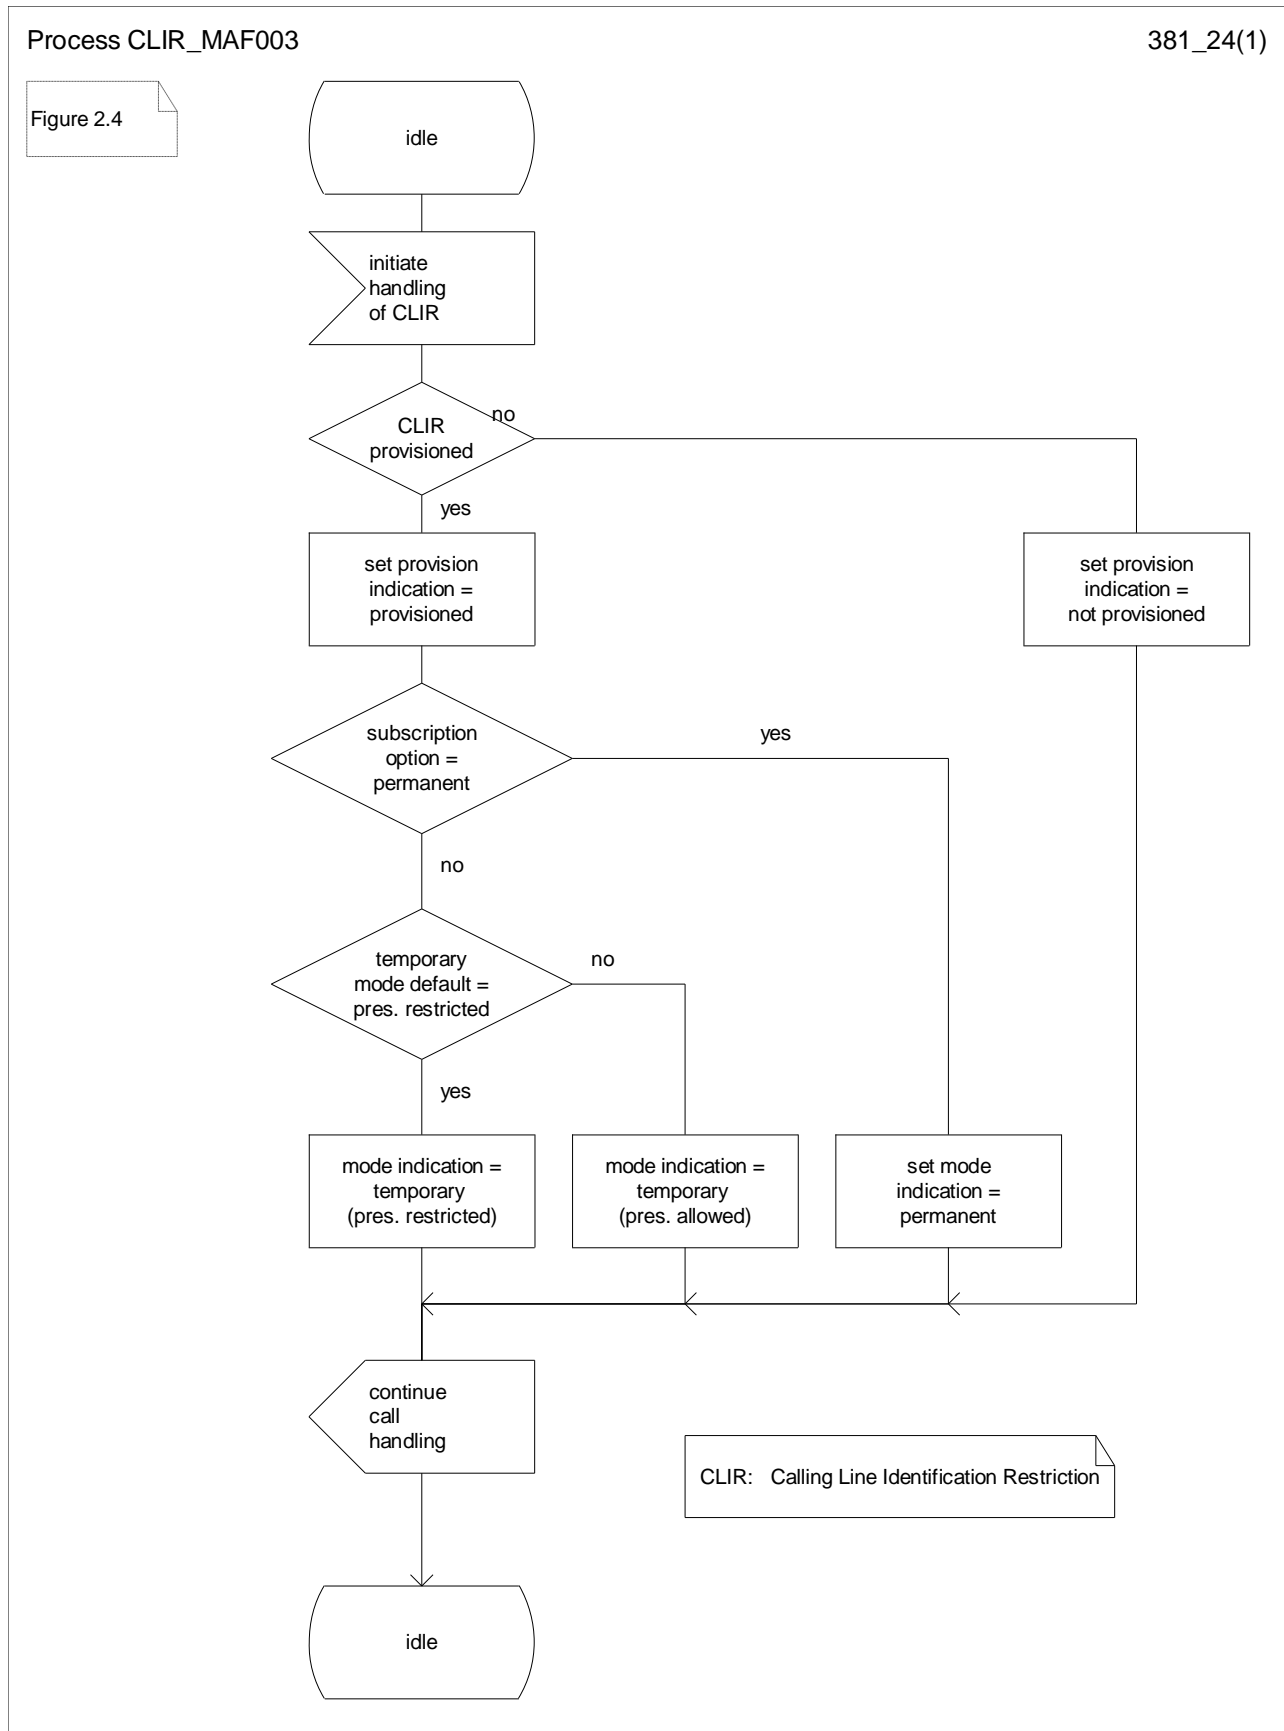 Process CLIR_MAF003
381_24(1)
Figure 2.4
idle
initiate
handling
of CLIR
CLIR
provisioned
no
yes
set provision
indication =
provisioned
set provision
indication =
not provisioned
subscription
option =
permanent
yes
no
temporary
mode default =
pres. restricted
no
yes
mode indication =
temporary
(pres. restricted)
mode indication =
temporary
(pres. allowed)
set mode
indication =
permanent
continue
call
handling
CLIR: Calling Line Identification Restriction
idle